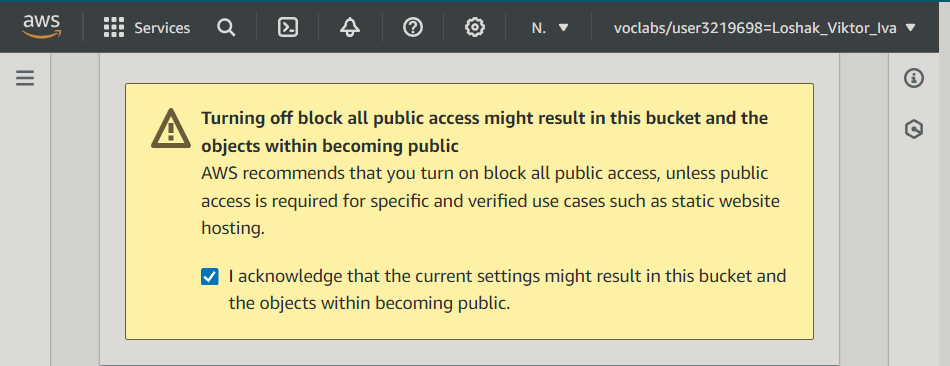 aws
Services
N.
voclabs/user3219698=Loshak_Viktor_Iva
Turning off block all public access might result in this bucket and the
objects within becoming public
AWS recommends that you turn on block all public access, unless public
access is required for specific and verified use cases such as static website
hosting.
I acknowledge that the current settings might result in this bucket and
the objects within becoming public.